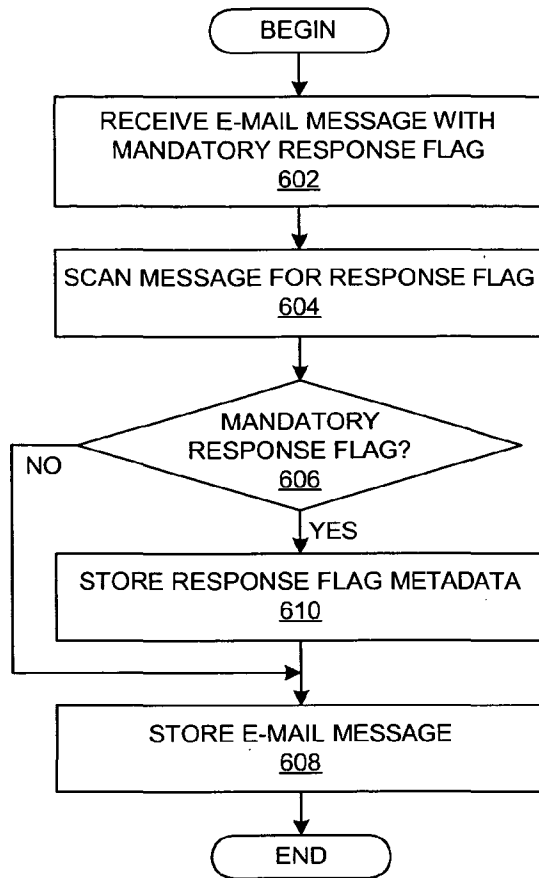 BEGIN
RECEIVE E-MAIL MESSAGE WITH
MANDATORY RESPONSE FLAG
602
SCAN MESSAGE FOR RESPONSE FLAG
604
MANDATORY
RESPONSE FLAG?
606
NO
YES
STORE RESPONSE FLAG METADATA
610
STORE E-MAIL MESSAGE
608
END